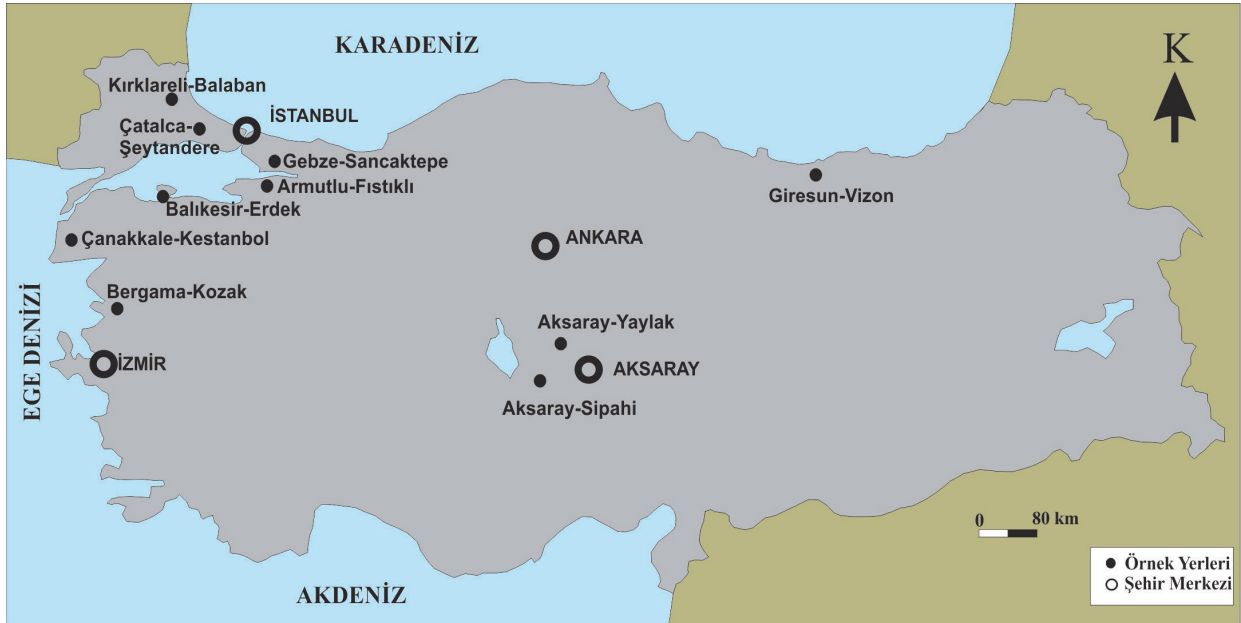 KARADENİZ
K
Kırklareli-Balaban
İSTANBUL
Çatalca-
Şeytandere
Gebze-Sancaktepe
Armutlu-Fıstıklı
Giresun-Vizon
Balıkesir-Erdek
Çanakkale-Kestanbol
ANKARA
Bergama-Kozak
EGE DENİZİ
Aksaray-Yaylak
İZMİR
AKSARAY
Aksaray-Sipahi
0 80 km
AKDENİZ
Örnek Yerleri
Şehir Merkezi